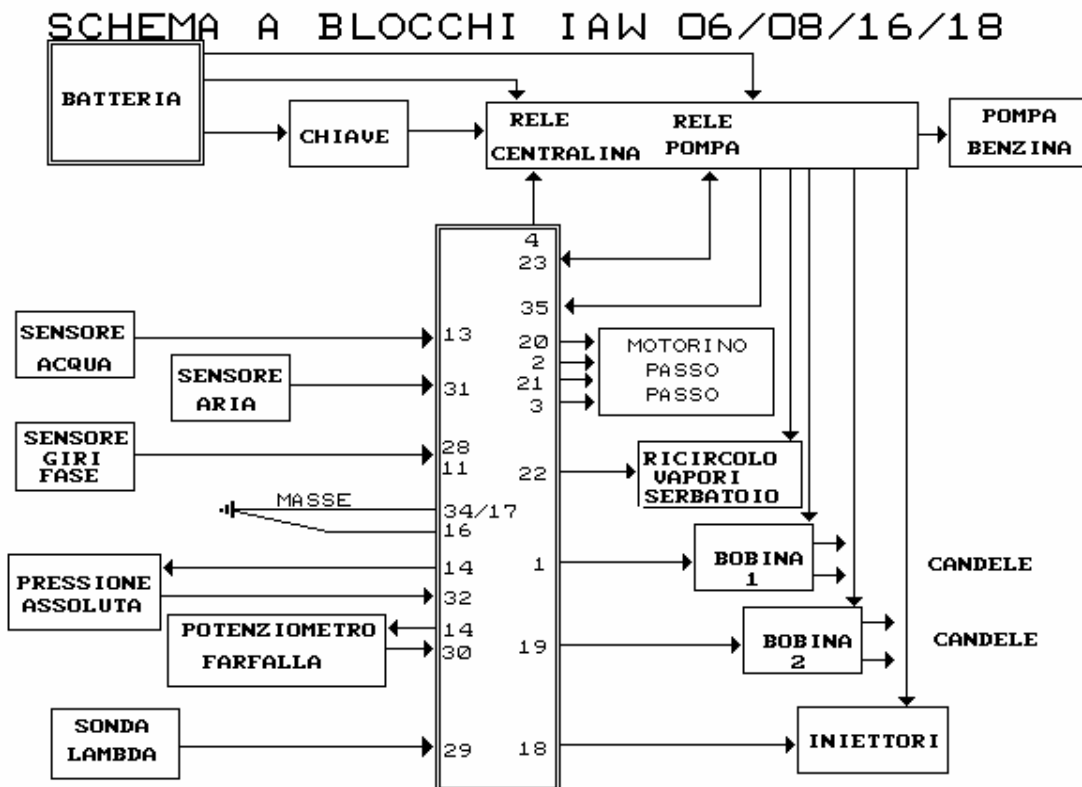 SCHEMA A BLOCCHI IAW 06/08/16/18
BATTERIA
CHIAVE
RELE
CENTRALINA
RELE
POMPA
POMPA
BENZINA
4
23
35
SENSORE
ACQUA
13
20
2
21
3
MOTORINO
PASSO
PASSO
SENSORE
ARIA
31
SENSORE
GIRI
FASE
28
11
22
RICIRCOLO
VAPORI
SERBATOIO
MASSE
34/17
16
PRESSIONE
ASSOLUTA
14
32
1
BOBINA
1
CANDELE
POTENZIOMETRO
FARFALLA
14
30
19
BOBINA
2
CANDELE
SONDA
LAMBDA
29
18
INIETTORI